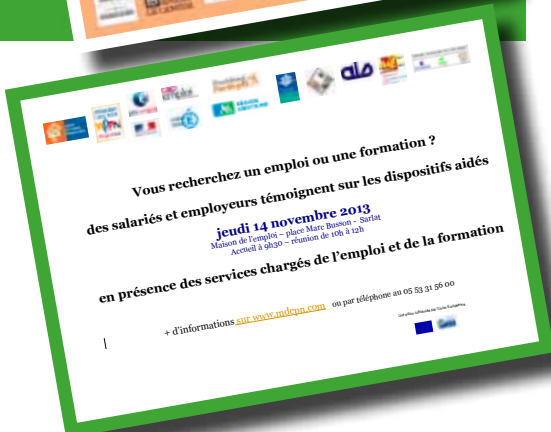 Vous recherchez un emploi ou une formation ?
des salariés et employeurs témoignent sur les dispositifs aidés
jeudi 14 novembre 2013
Maison de l'emploi – place Marc Busson - Sarlat
Accueil à 9h30 – réunion de 10h à 12h
en présence des services chargés de l'emploi et de la formation
+ d'informations sur www.mdcpn.com ou par téléphone au 05 53 31 56 00